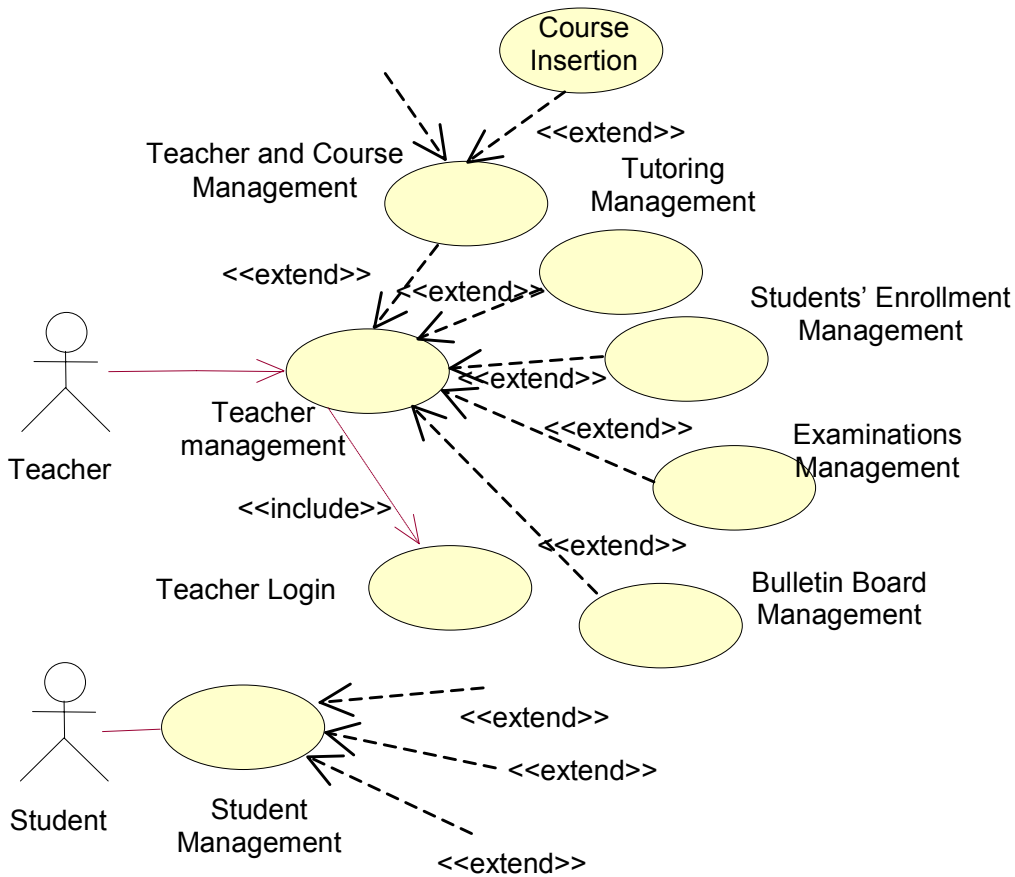 Course
Insertion
<<extend>>
Teacher and Course
Management
Tutoring
Management
<<extend>>
<<extend>>
Students’ Enrollment
Management
<<extend>>
Teacher
management
<<extend>>
Examinations
Management
Teacher
<<include>>
<<extend>>
Teacher Login
Bulletin Board
Management
<<extend>>
<<extend>>
Student
Student
Management
<<extend>>